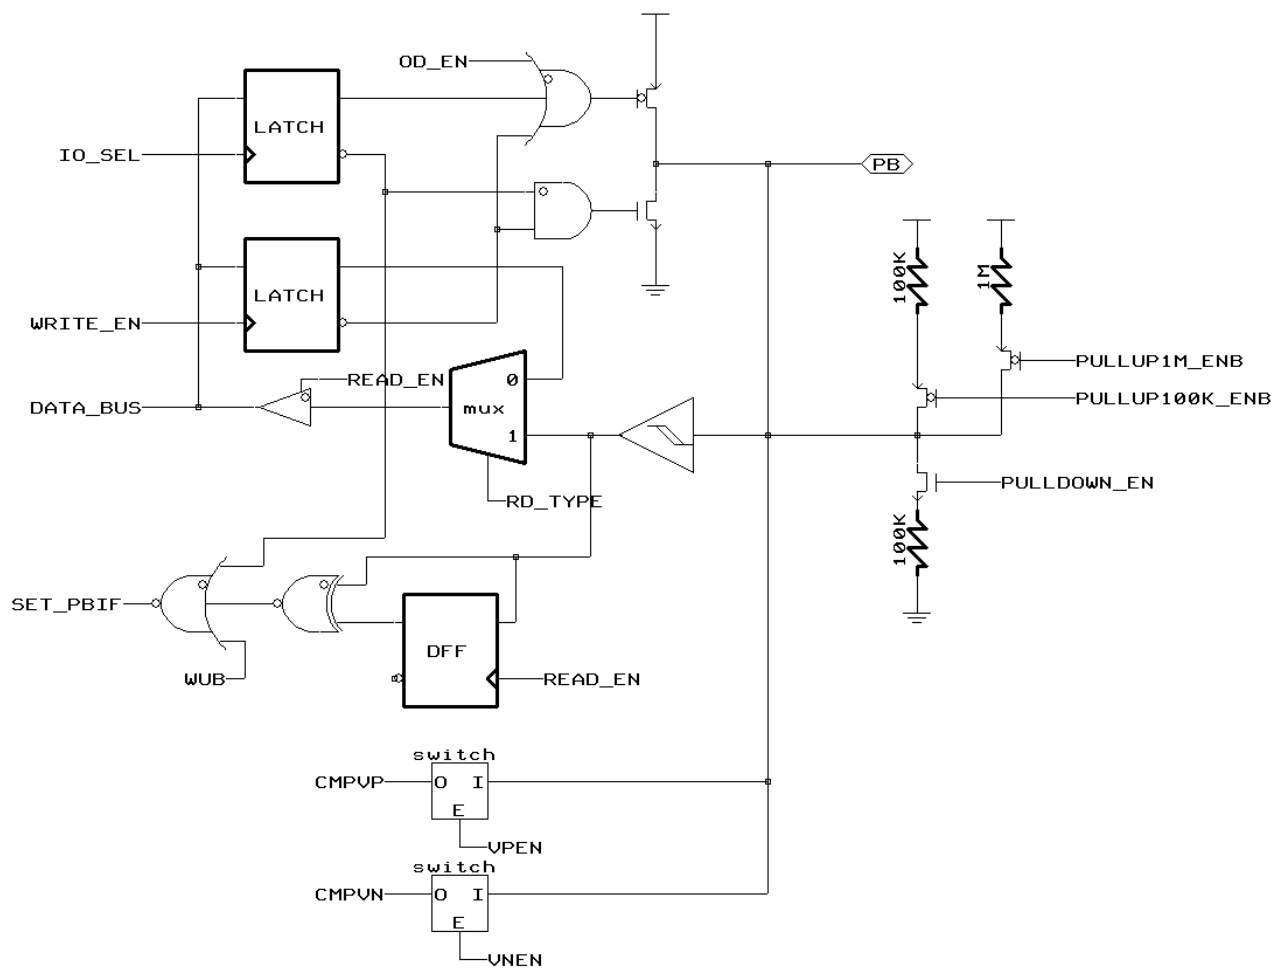 OD_EN
LATCH
IO_SEL
PB
100K
1M
LATCH
WRITE_EN
PULLUP1M_ENB
READ_EN
0
DATA_BUS
mux
PULLUP100K_ENB
1
PULLDOWN_EN
RD_TYPE
100K
SET_PBIF
DFF
WUB
READ_EN
switch
CMPVP
O I
E
VPEN
switch
CMPVN
O I
E
VNEN